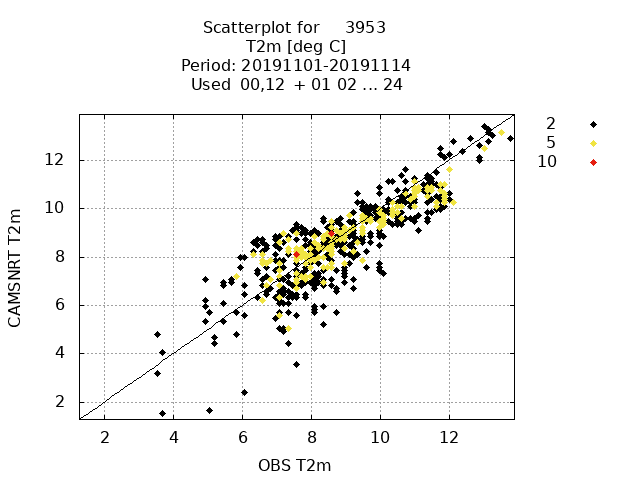 Scatterplot for 3953
T2m [deg C]
Period: 20191101-20191114
Used 00,12 + 01 02 ... 24
2
5
10
12
10
8
6
4
2
CAMSNRT T2m
2 4 6 8 10 12
OBS T2m